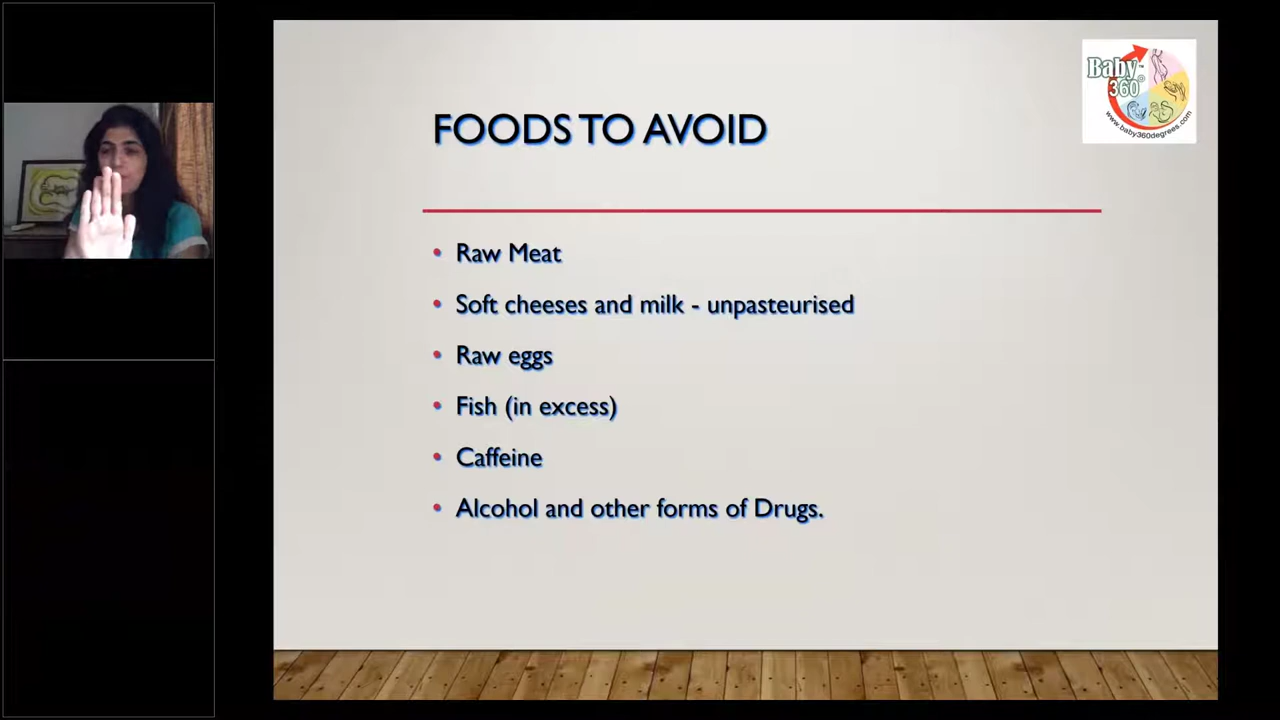 Baby™
360°
www.baby360degrees.com
FOODS TO AVOID
• Raw Meat
• Soft cheeses and milk - unpasteurised
• Raw eggs
• Fish (in excess)
• Caffeine
• Alcohol and other forms of Drugs.